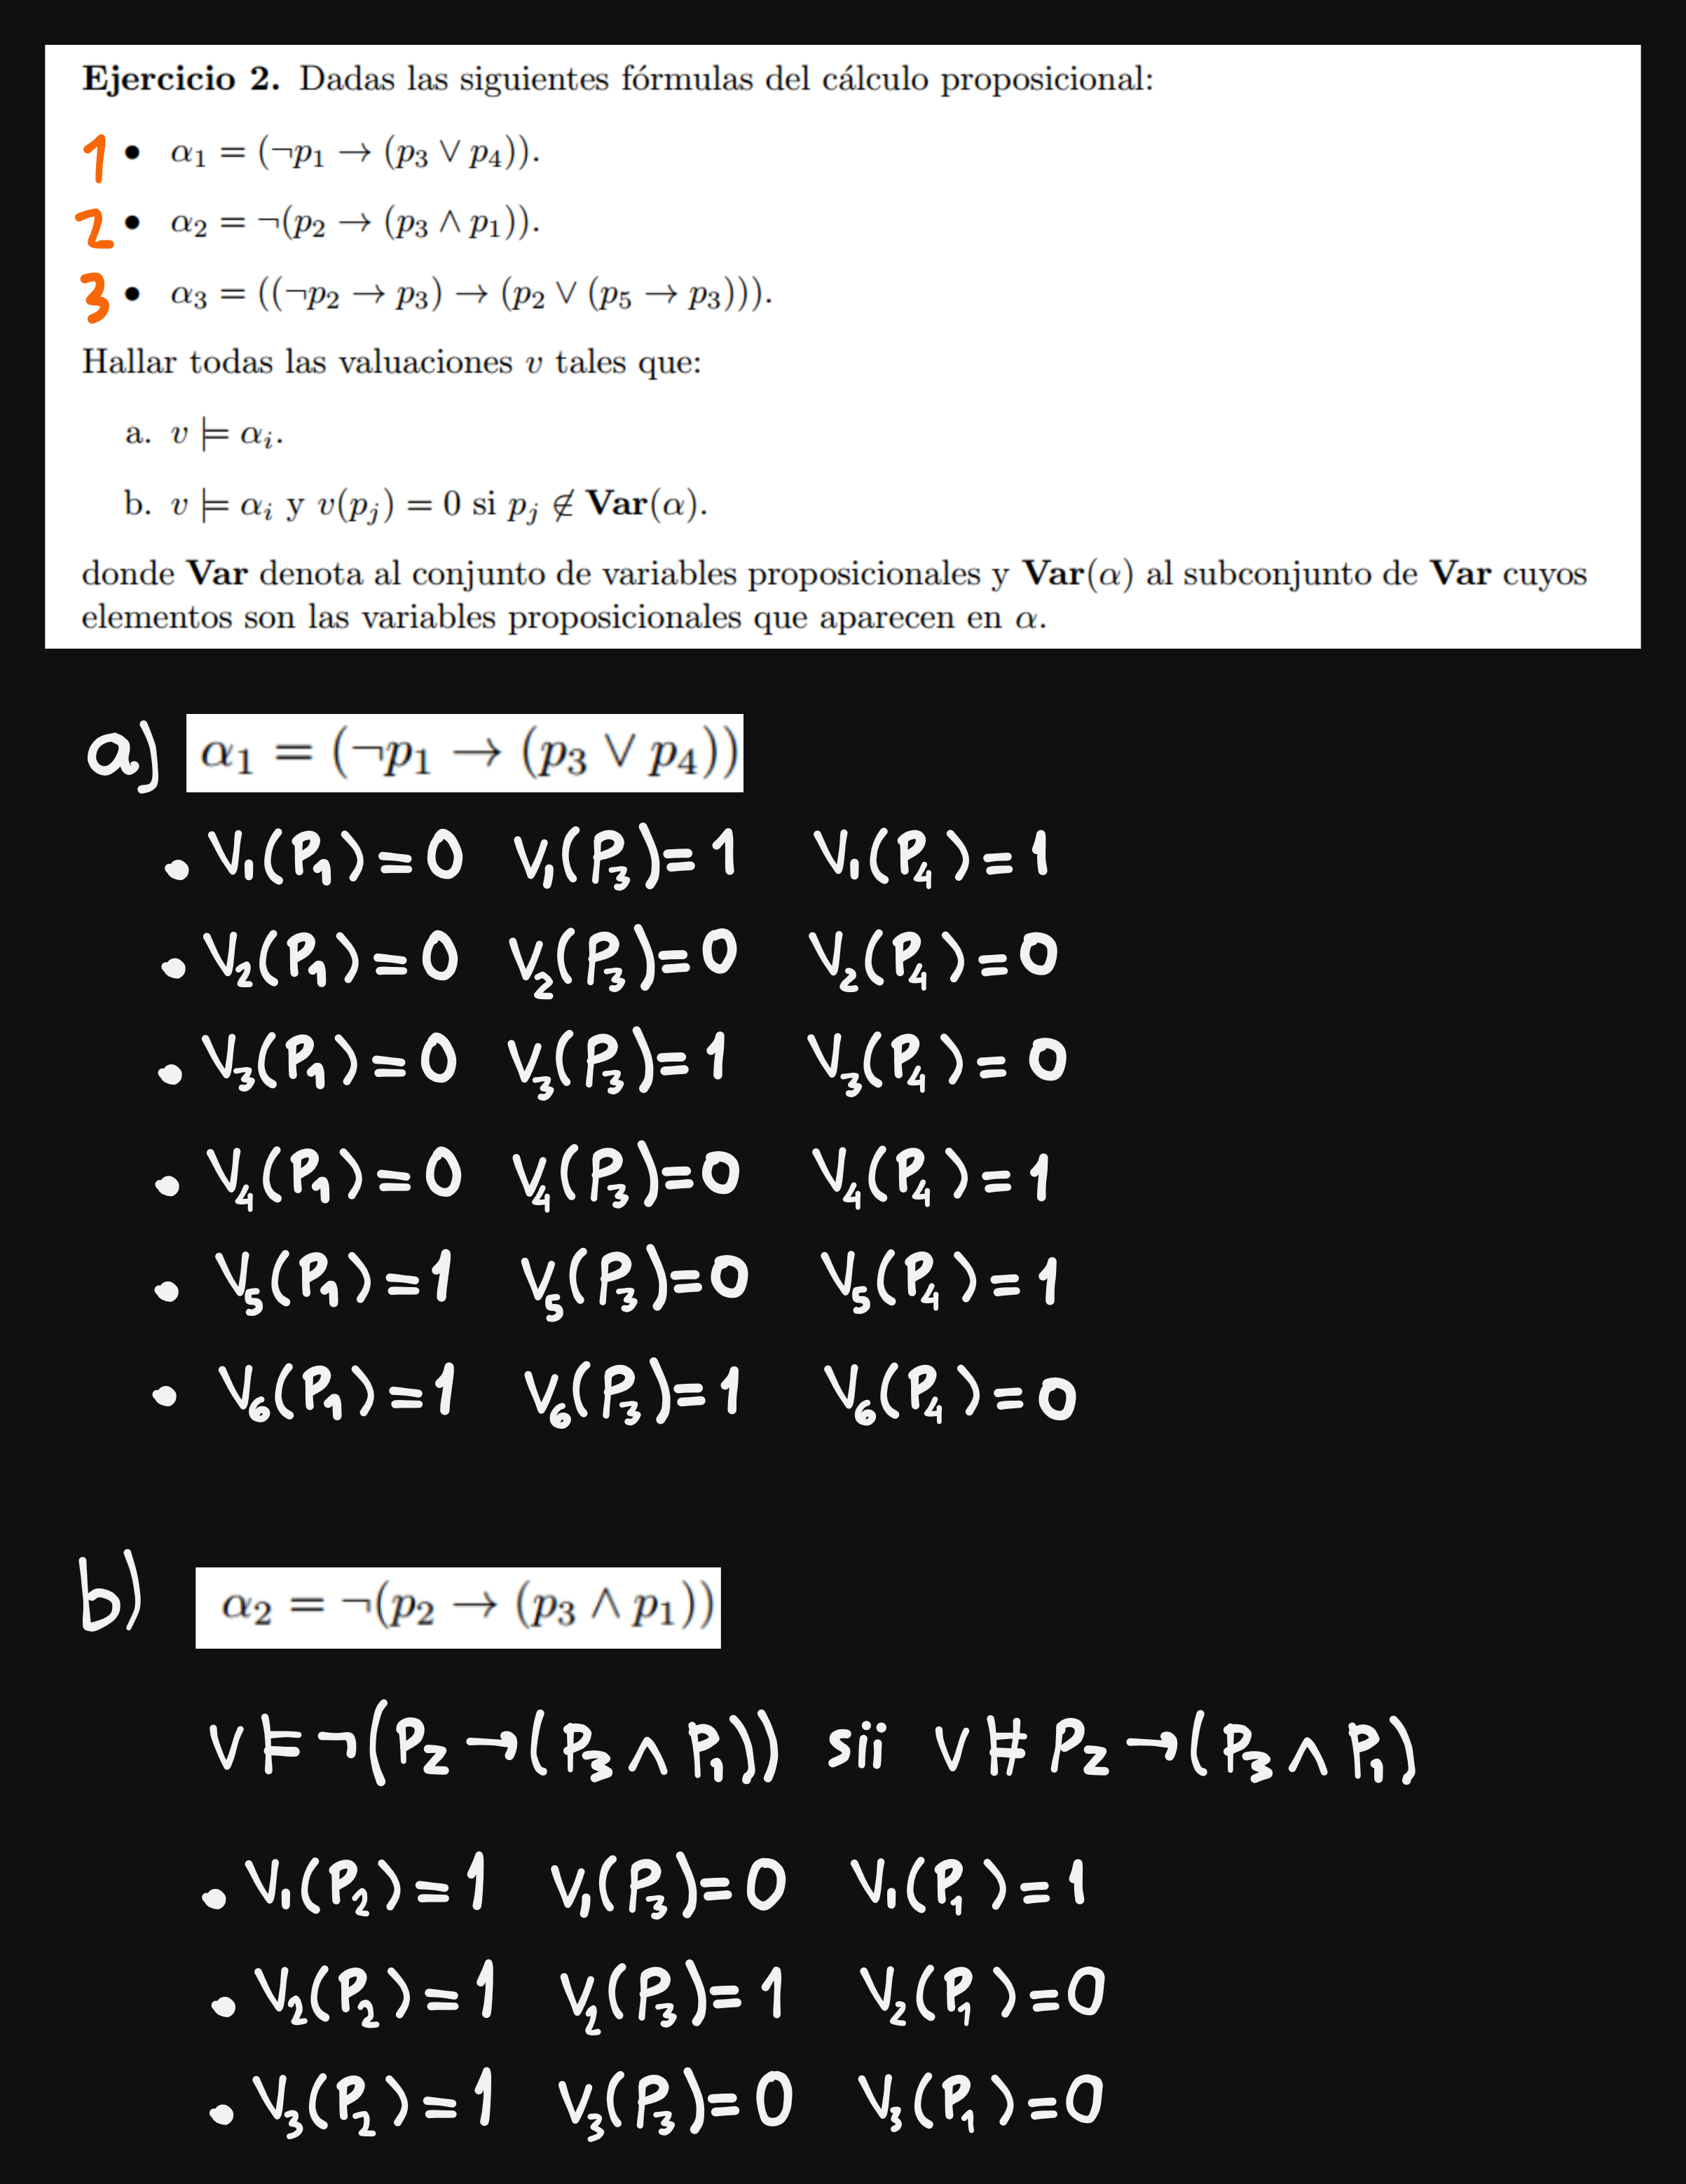 Ejercicio 2. Dadas las siguientes fórmulas del cálculo proposicional:
1 • α₁ = (¬p₁ → (p₃ ∨ p₄)).
2 • α₂ = ¬(p₂ → (p₃ ∧ p₁)).
3 • α₃ = ((¬p₂ → p₃) → (p₂ ∨ (p₅ → p₃))).
Hallar todas las valuaciones v tales que:
a. v ⊨ αᵢ.
b. v ⊨ αᵢ y v(pⱼ) = 0 si pⱼ ∉ Var(α).
donde Var denota al conjunto de variables proposicionales y Var(α) al subconjunto de Var cuyos
elementos son las variables proposicionales que aparecen en α.
a) α₁ = (¬p₁ → (p₃ ∨ p₄))
• V₁(P₁)=0 V₁(P₃)=1 V₁(P₄)=1
• V₂(P₁)=0 V₂(P₃)=0 V₂(P₄)=0
• V₃(P₁)=0 V₃(P₃)=1 V₃(P₄)=0
• V₄(P₁)=0 V₄(P₃)=0 V₄(P₄)=1
• V₅(P₁)=1 V₅(P₃)=0 V₅(P₄)=1
• V₆(P₁)=1 V₆(P₃)=1 V₆(P₄)=0
b) α₂ = ¬(p₂ → (p₃ ∧ p₁))
V ⊨ ¬(P₂ → (P₃ ∧ P₁)) sii V ⊭ P₂ → (P₃ ∧ P₁)
• V₁(P₂)=1 V₁(P₃)=0 V₁(P₁)=1
• V₂(P₂)=1 V₂(P₃)=1 V₂(P₁)=0
• V₃(P₂)=1 V₃(P₃)=0 V₃(P₁)=0